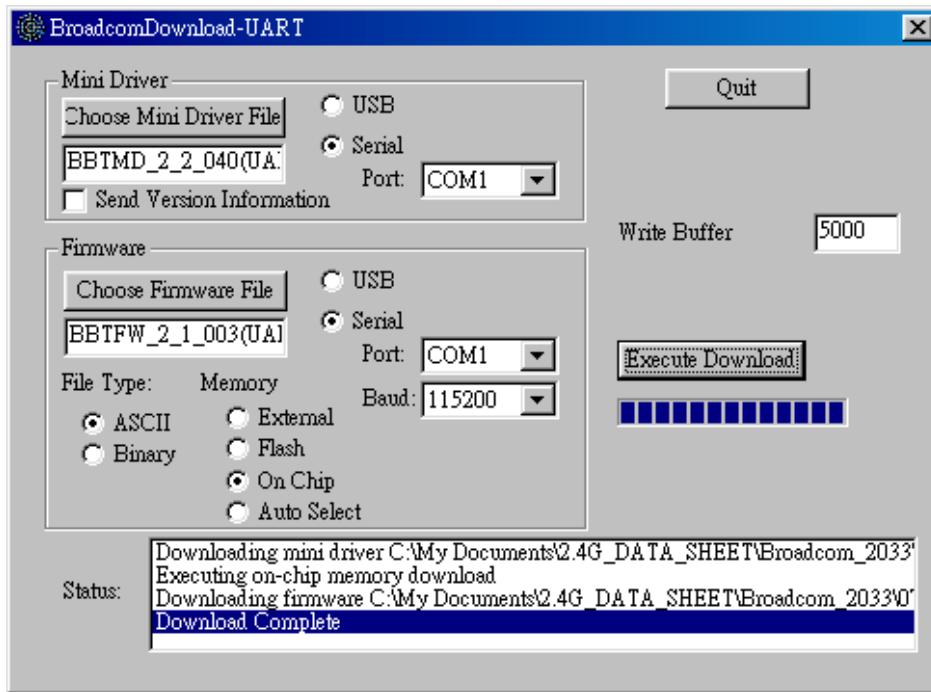 BroadcomDownload-UART
Mini Driver
Choose Mini Driver File
USB
Quit
BBTMD_2_2_040(UA
Serial
Port: COM1
Send Version Information
Write Buffer 5000
Firmware
Choose Firmware File
USB
BBTFW_2_1_003(UAI
Serial
Port: COM1
Execute Download
File Type: Memory
Baud: 115200
ASCII External
Binary Flash
On Chip
Auto Select
Status:
Downloading mini driver C:\My Documents\2.4G_DATA_SHEET\Broadcom_2033\
Executing on-chip memory download
Downloading firmware C:\My Documents\2.4G_DATA_SHEET\Broadcom_2033\0
Download Complete